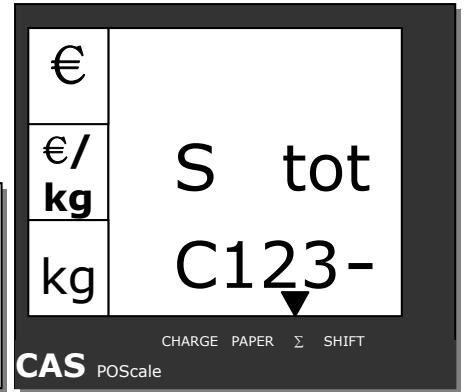 €
€/
kg
S tot
kg
C123-
CHARGE PAPER Σ SHIFT
CAS POScale